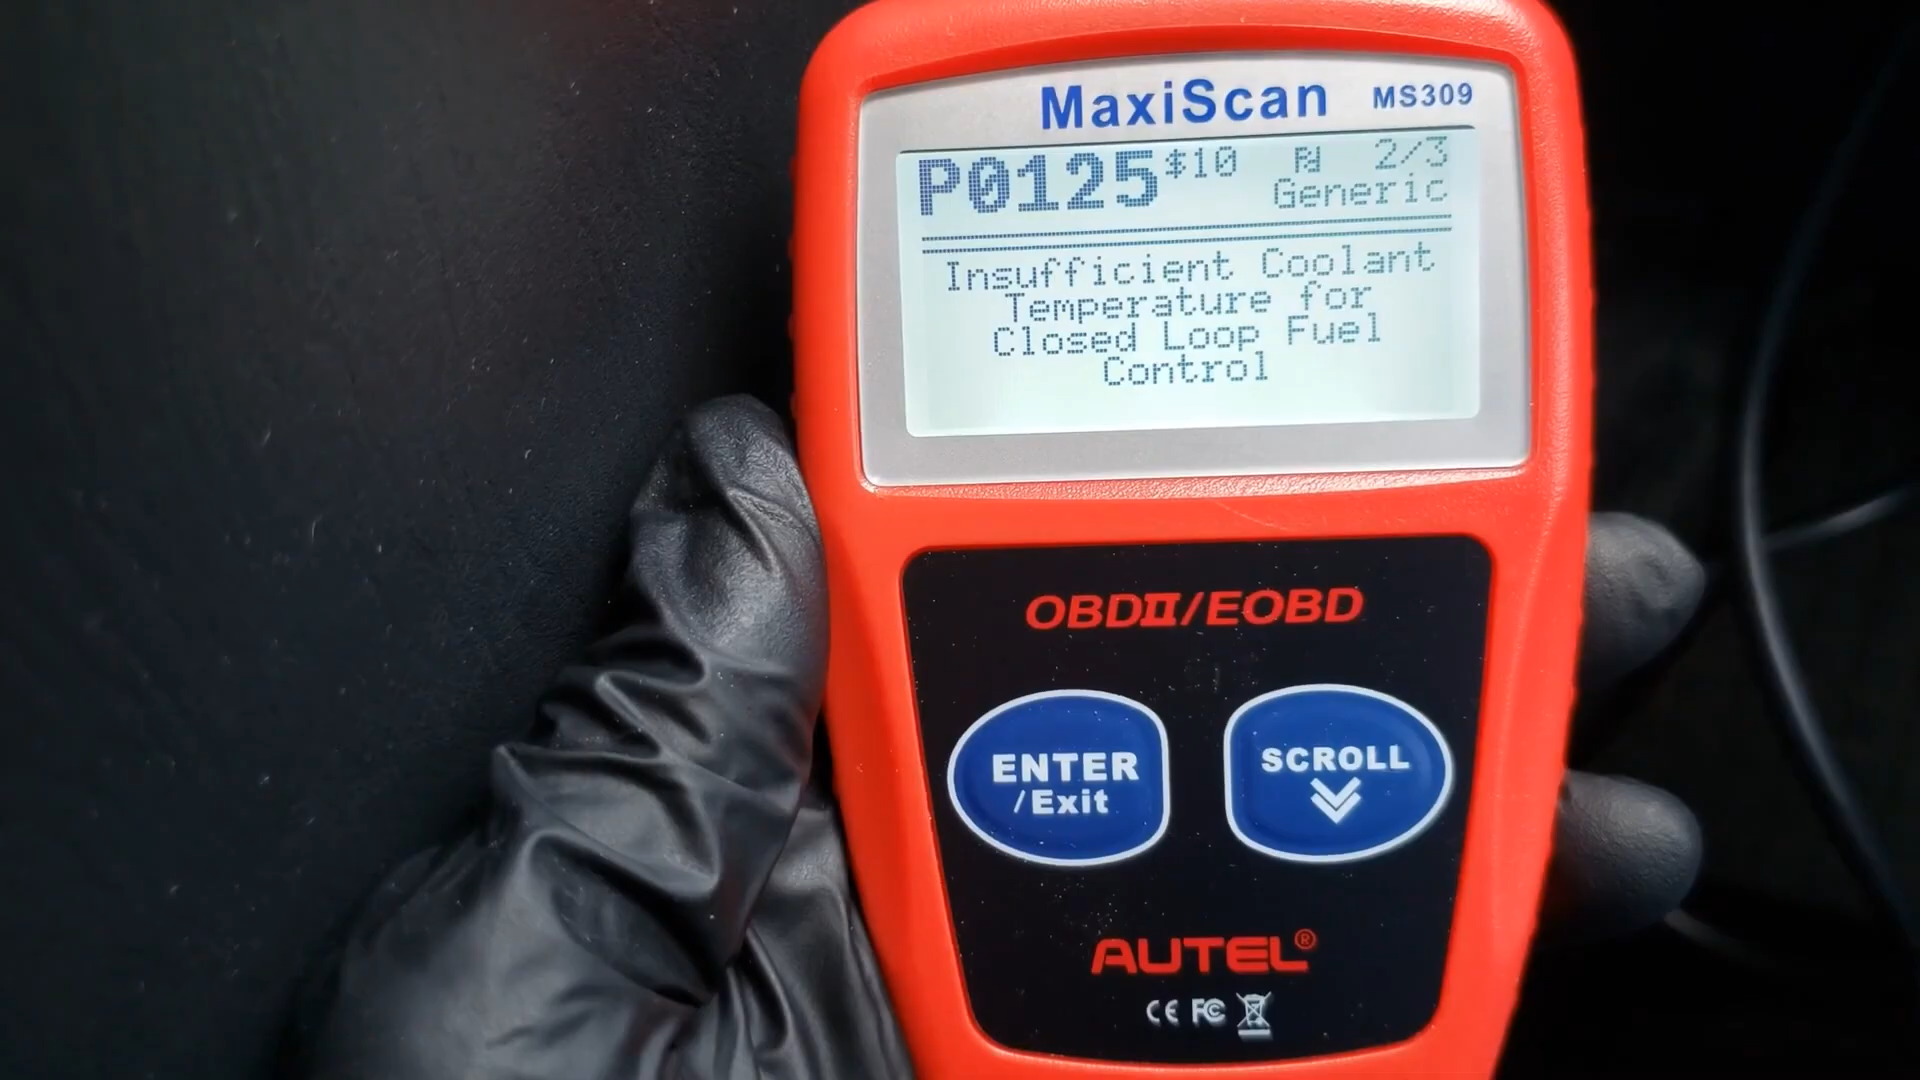 MaxiScan MS309
P0125 $10 Pd 2/3
Generic
Insufficient Coolant
Temperature for
Closed Loop Fuel
Control
OBDII/EOBD
ENTER
/Exit
SCROLL
AUTEL®
CE FC